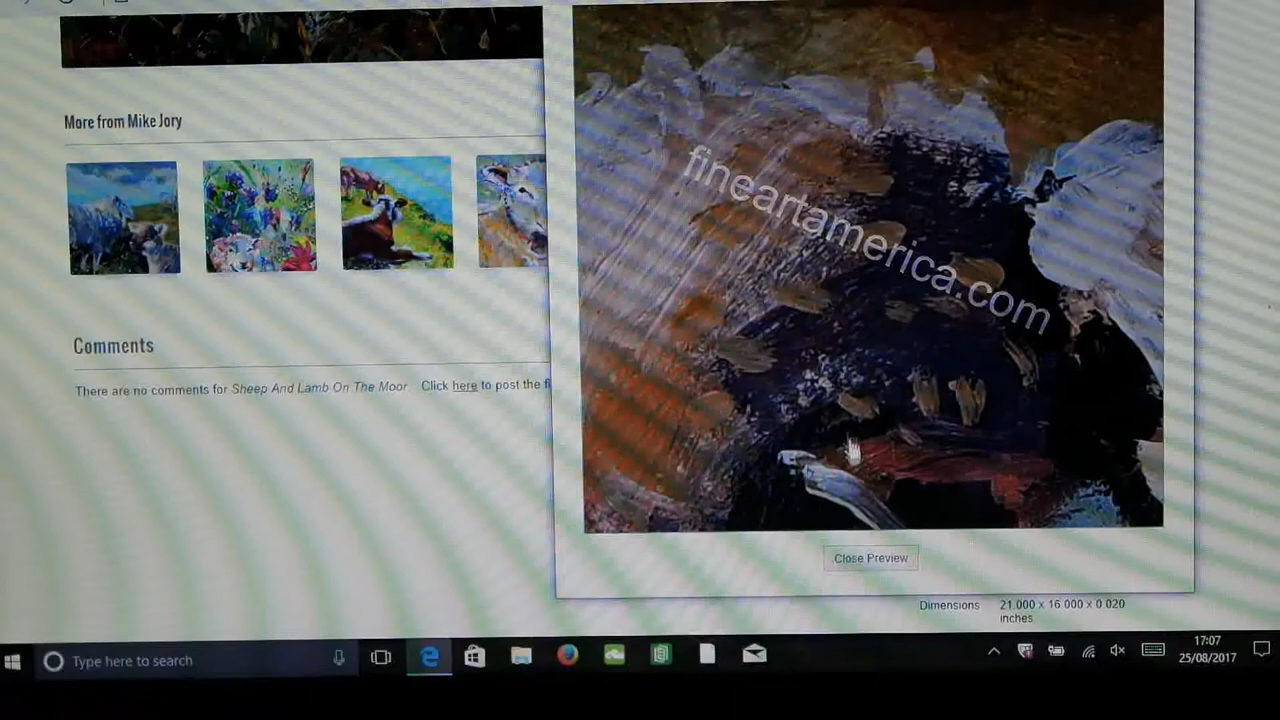 More from Mike Jory
fineartamerica.com
Comments
There are no comments for Sheep And Lamb On The Moor Click here to post the fi
Close Preview
Dimensions 21.000 x 16 000 x 0 020
inches
Type here to search
17:07
25/08/2017